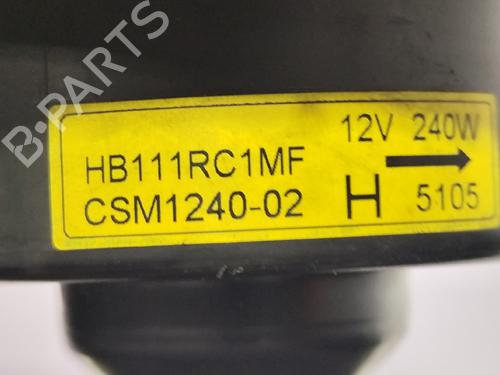 B-PARTS
12V 240W
HB111RC1MF
CSM1240-02 H 5105